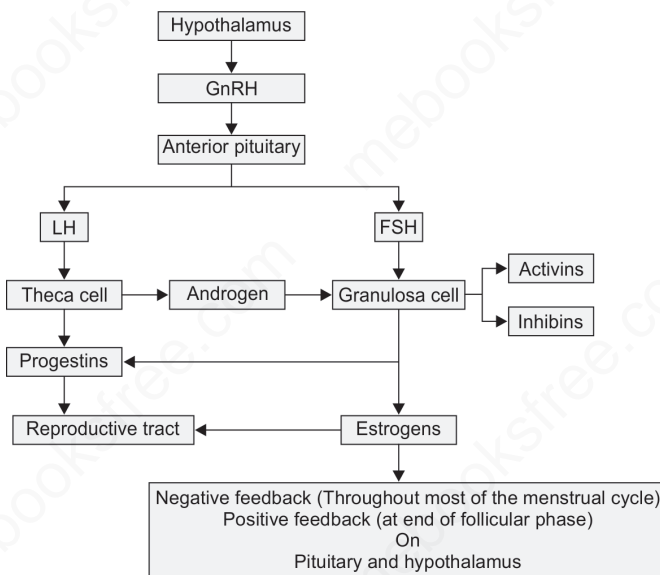 Hypothalamus
GnRH
Anterior pituitary
LH
FSH
Theca cell
Androgen
Granulosa cell
Activins
Inhibins
Progestins
Reproductive tract
Estrogens
Negative feedback (Throughout most of the menstrual cycle)
Positive feedback (at end of follicular phase)
On
Pituitary and hypothalamus